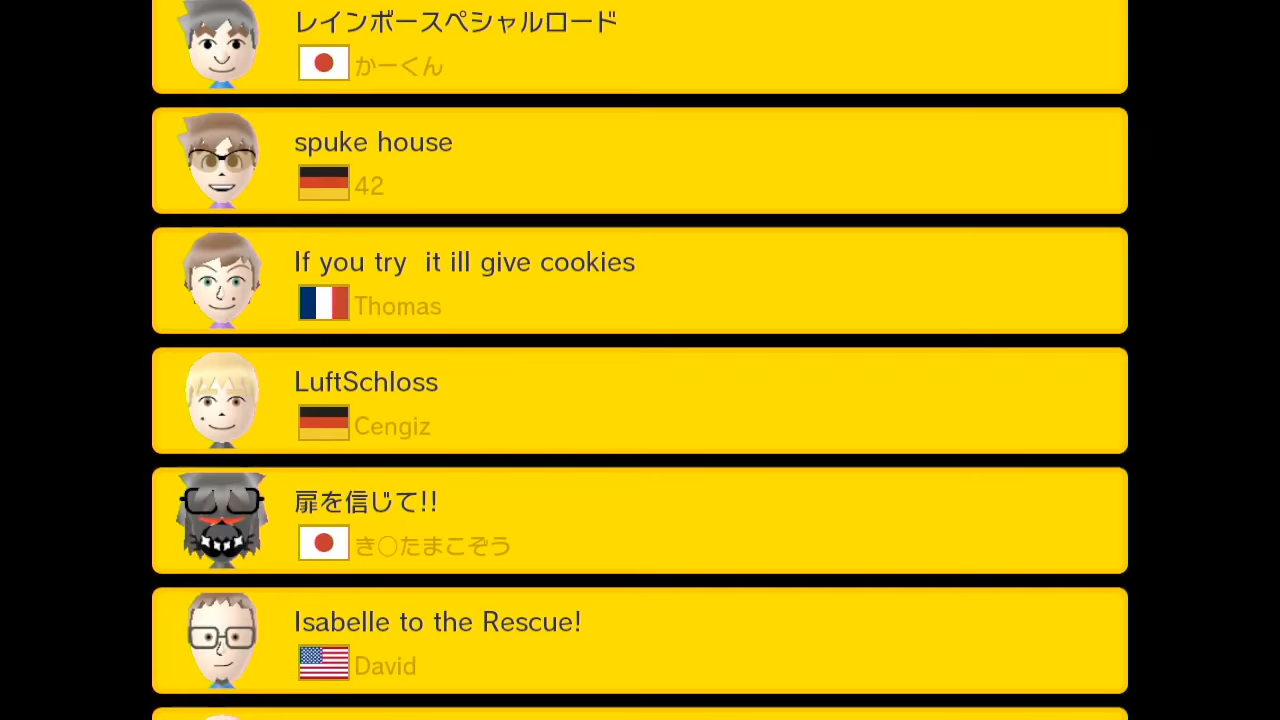 レインボースペシャルロード
かーくん
spuke house
42
If you try  it ill give cookies
Thomas
LuftSchloss
Cengiz
扉を信じて!!
き○たまこぞう
Isabelle to the Rescue!
David